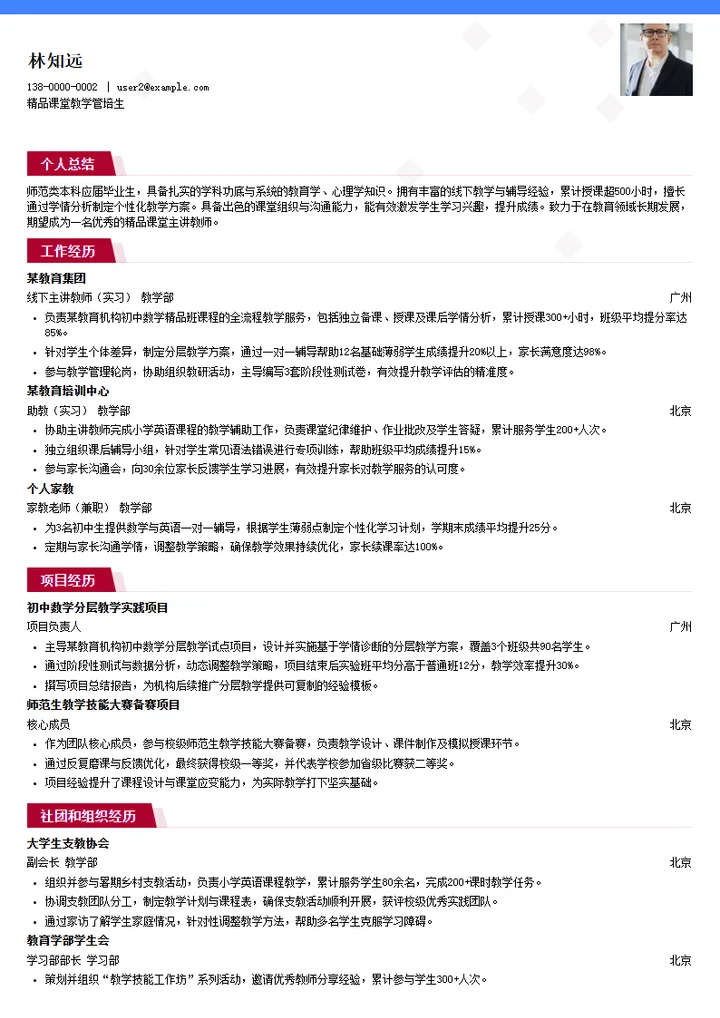 林知远
138-0000-0002 | user2@example.com
精品课堂教学管培生
个人总结
师范类本科应届毕业生，具备扎实的学科功底与系统的教育学、心理学知识。拥有丰富的线下教学与辅导经验，累计授课超500小时，擅长
通过学情分析制定个性化教学方案。具备出色的课堂组织与沟通能力，能有效激发学生学习兴趣，提升成绩。致力于在教育领域长期发展，
期望成为一名优秀的精品课堂主讲教师。
工作经历
某教育集团
线下主讲教师（实习） 教学部 广州
• 负责某教育机构初中数学精品班课程的全流程教学服务，包括独立备课、授课及课后学情分析，累计授课300+小时，班级平均提分率达
85%。
• 针对学生个体差异，制定分层教学方案，通过一对一辅导帮助12名基础薄弱学生成绩提升20%以上，家长满意度达98%。
• 参与教学管理轮岗，协助组织教研活动，主导编写3套阶段性测试卷，有效提升教学评估的精准度。
某教育培训中心
助教（实习） 教学部 北京
• 协助主讲教师完成小学英语课程的教学辅助工作，负责课堂纪律维护、作业批改及学生答疑，累计服务学生200+人次。
• 独立组织课后辅导小组，针对学生常见语法错误进行专项训练，帮助班级平均成绩提升15%。
• 参与家长沟通会，向30余位家长反馈学生学习进展，有效提升家长对教学服务的认可度。
个人家教
家教老师（兼职） 教学部 北京
• 为3名初中生提供数学与英语一对一辅导，根据学生薄弱点制定个性化学习计划，学期末成绩平均提升25分。
• 定期与家长沟通学情，调整教学策略，确保教学效果持续优化，家长续课率达100%。
项目经历
初中数学分层教学实践项目
项目负责人 广州
• 主导某教育机构初中数学分层教学试点项目，设计并实施基于学情诊断的分层教学方案，覆盖3个班级共90名学生。
• 通过阶段性测试与数据分析，动态调整教学策略，项目结束后实验班平均分高于普通班12分，教学效率提升30%。
• 撰写项目总结报告，为机构后续推广分层教学提供可复制的经验模板。
师范生教学技能大赛备赛项目
核心成员 北京
• 作为团队核心成员，参与校级师范生教学技能大赛备赛，负责教学设计、课件制作及模拟授课环节。
• 通过反复磨课与反馈优化，最终获得校级一等奖，并代表学校参加省级比赛获二等奖。
• 项目经验提升了课程设计与课堂应变能力，为实际教学打下坚实基础。
社团和组织经历
大学生支教协会
副会长 教学部 北京
• 组织并参与暑期乡村支教活动，负责小学英语课程教学，累计服务学生80余名，完成200+课时教学任务。
• 协调支教团队分工，制定教学计划与课程表，确保支教活动顺利开展，获评校级优秀实践团队。
• 通过家访了解学生家庭情况，针对性调整教学方法，帮助多名学生克服学习障碍。
教育学部学生会
学习部部长 学习部 北京
• 策划并组织“教学技能工作坊”系列活动，邀请优秀教师分享经验，累计参与学生300+人次。